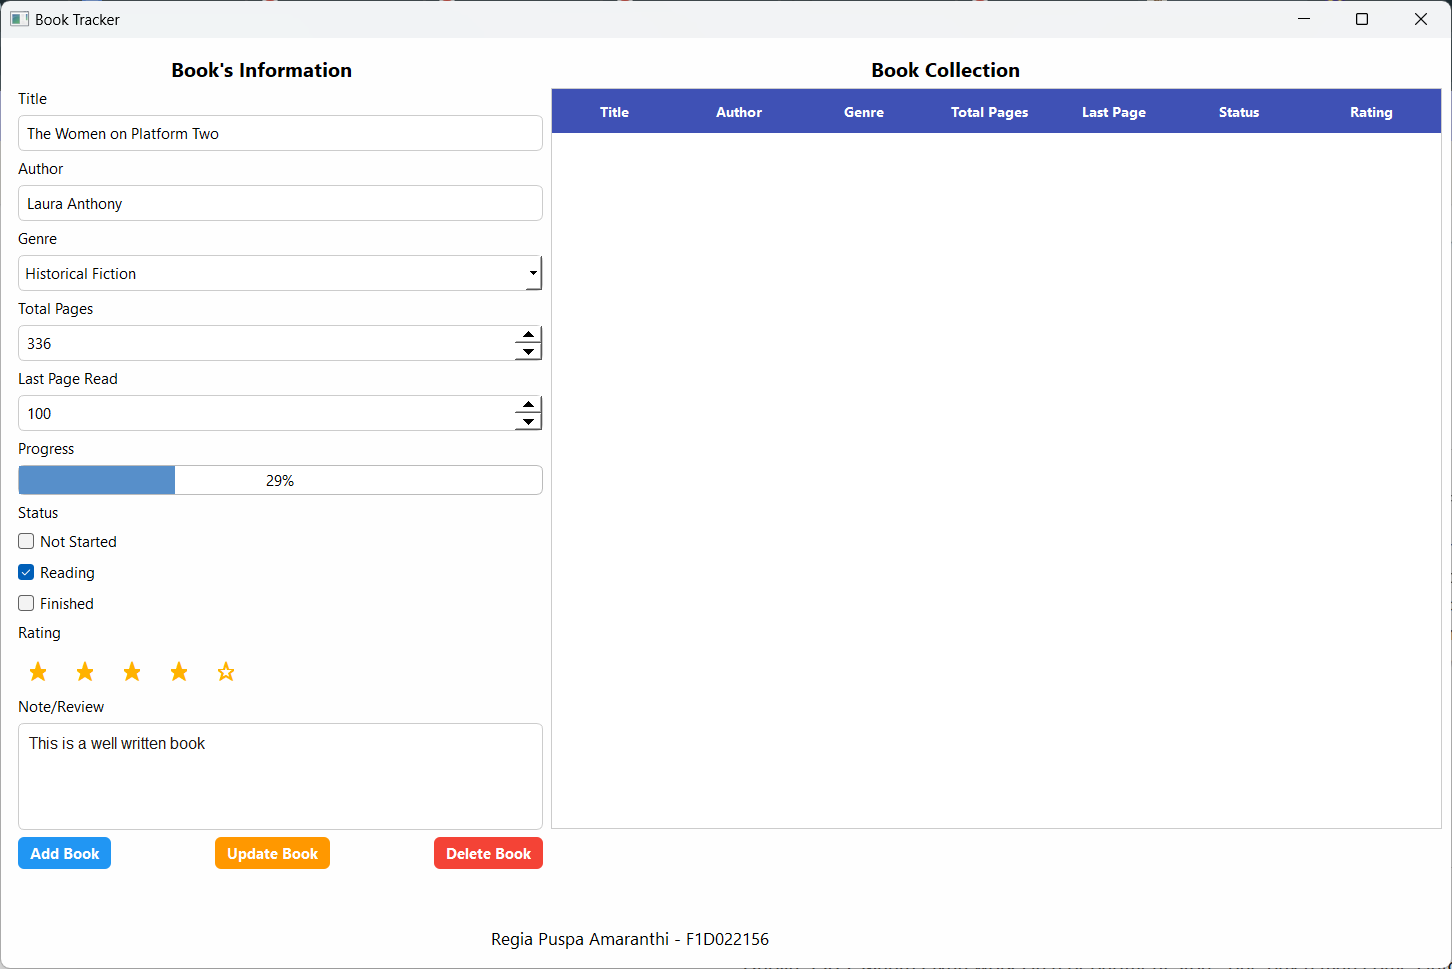 Book Tracker
Book's Information
Title
The Women on Platform Two
Author
Laura Anthony
Genre
Historical Fiction
Total Pages
336
Last Page Read
100
Progress
29%
Status
Not Started
Reading
Finished
Rating
Note/Review
This is a well written book
Add Book Update Book Delete Book
Book Collection
Title Author Genre Total Pages Last Page Status Rating
Regia Puspa Amaranthi - F1D022156